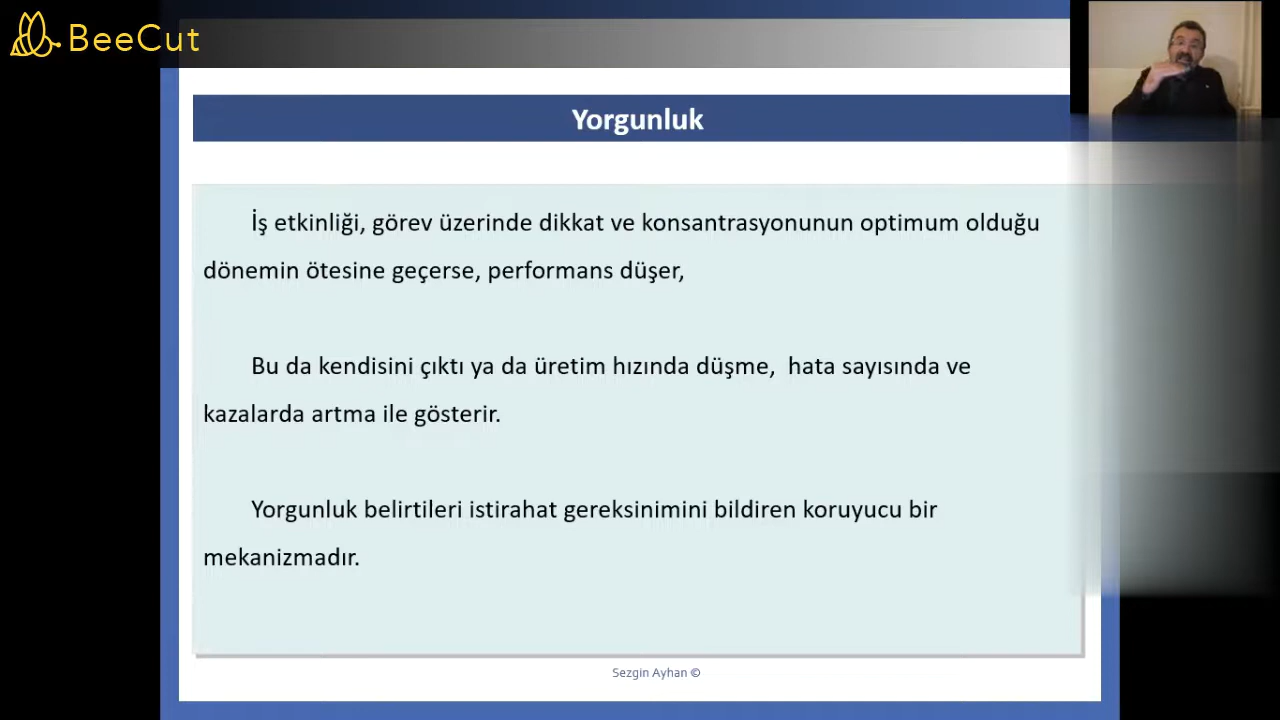 BeeCut
Yorgunluk
İş etkinliği, görev üzerinde dikkat ve konsantrasyonunun optimum olduğu
dönemin ötesine geçerse, performans düşer,
Bu da kendisini çıktı ya da üretim hızında düşme,  hata sayısında ve
kazalarda artma ile gösterir.
Yorgunluk belirtileri istirahat gereksinimini bildiren koruyucu bir
mekanizmadır.
Sezgin Ayhan ©